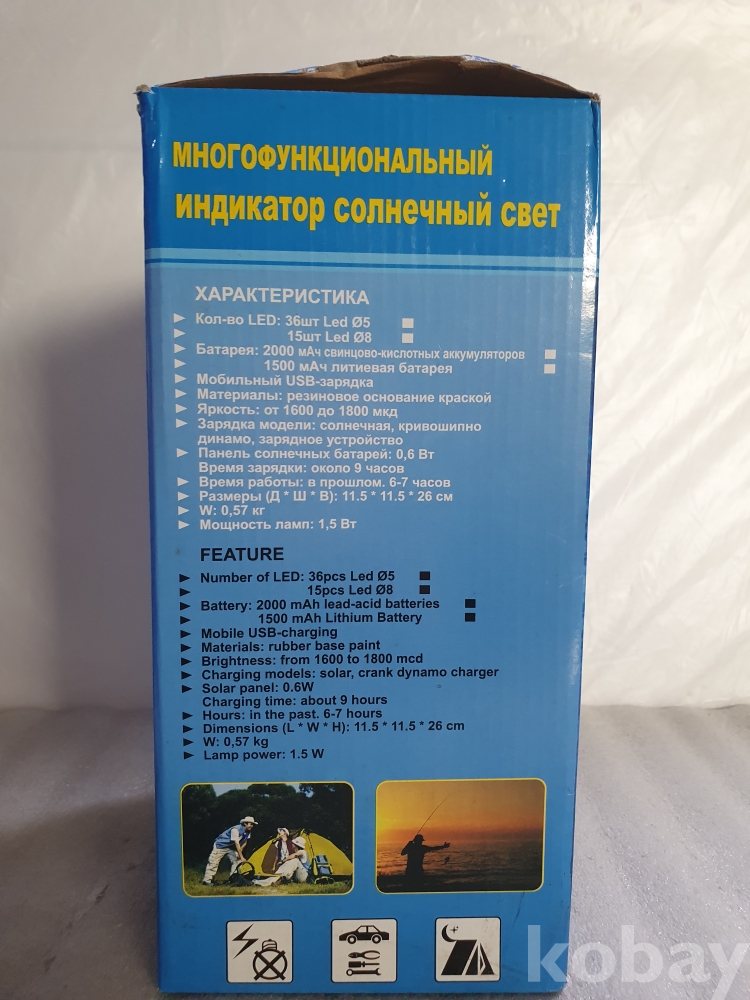 МНОГОФУНКЦИОНАЛЬНЫЙ
ИНДИКАТОР СОЛНЕЧНЫЙ СВЕТ
ХАРАКТЕРИСТИКА
Кол-во LED: 36шт Led Ø5
15шт Led Ø8
Батарея: 2000 мАч свинцово-кислотных аккумуляторов
1500 мАч литиевая батарея
Мобильный USB-зарядка
Материалы: резиновое основание краской
Яркость: от 1600 до 1800 мкд
Зарядка модели: солнечная, кривошипно
динамо, зарядное устройство
Панель солнечных батарей: 0,6 Вт
Время зарядки: около 9 часов
Время работы: в прошлом. 6-7 часов
Размеры (Д * Ш * В): 11.5 * 11.5 * 26 см
W: 0,57 кг
Мощность ламп: 1,5 Вт
FEATURE
Number of LED: 36pcs Led Ø5
15pcs Led Ø8
Battery: 2000 mAh lead-acid batteries
1500 mAh Lithium Battery
Mobile USB-charging
Materials: rubber base paint
Brightness: from 1600 to 1800 mcd
Charging models: solar, crank dynamo charger
Solar panel: 0.6W
Charging time: about 9 hours
Hours: in the past. 6-7 hours
Dimensions (L * W * H): 11.5 * 11.5 * 26 cm
W: 0,57 kg
Lamp power: 1.5 W
kobay